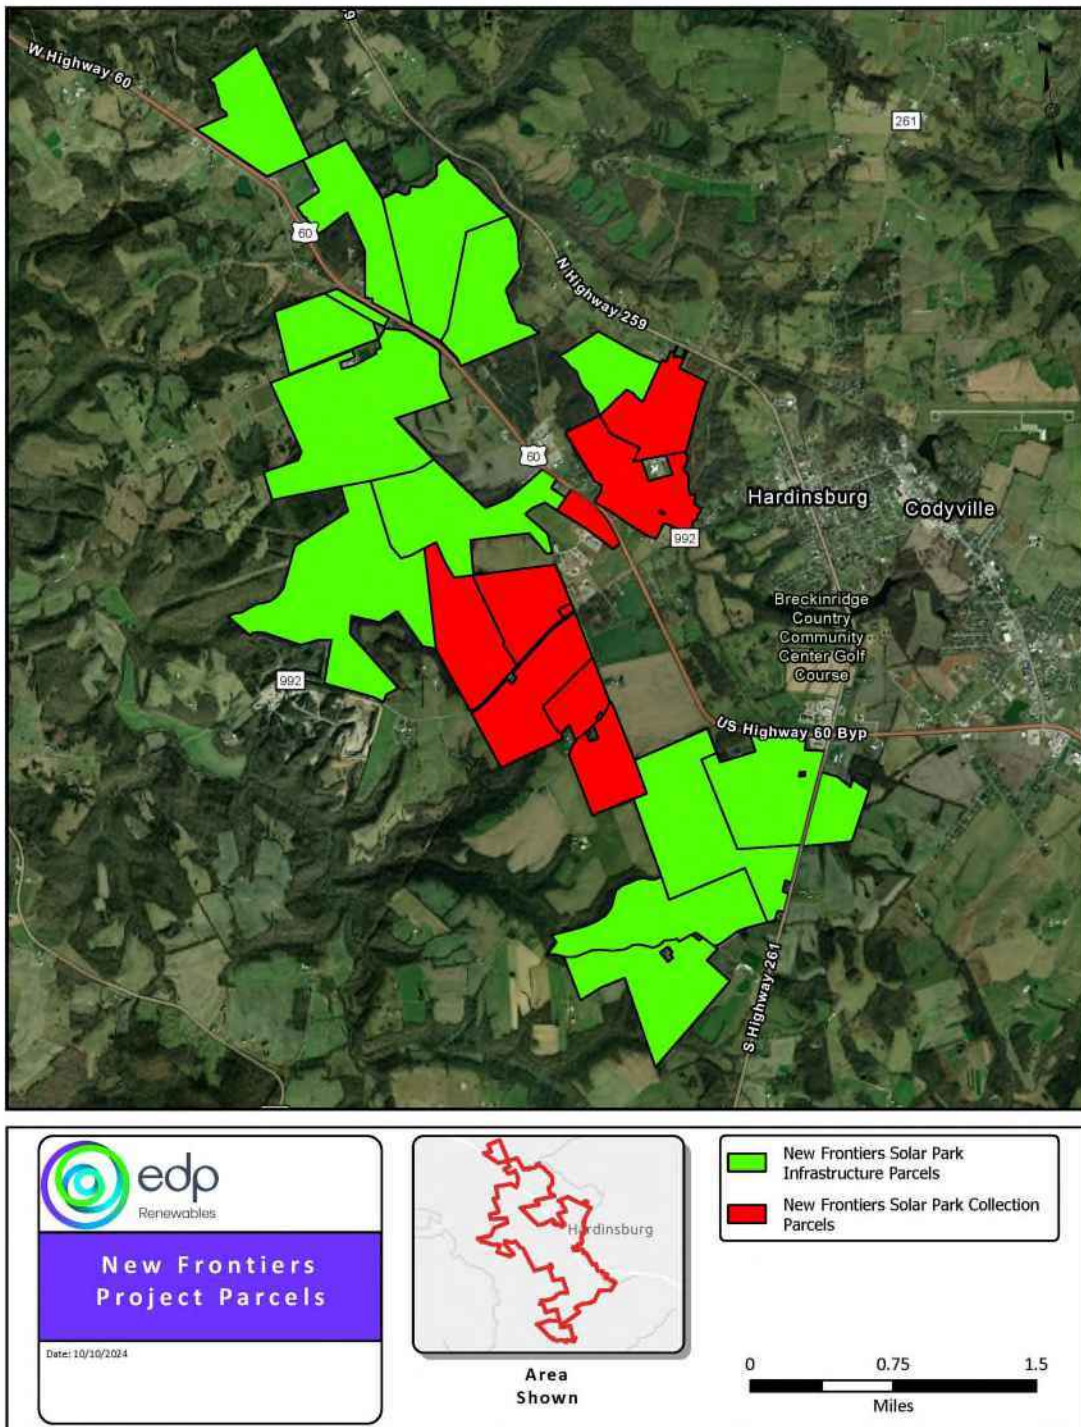 9
W Highway 60
261
60
N Highway 259
60
Hardinsburg
Codyville
992
Breckinridge
Country
Community
Center Golf
Course
992
US Highway 60 Byp
S Highway 261
edp
Renewables
New Frontiers
Project Parcels
Date: 10/10/2024
Hardinsburg
Area
Shown
New Frontiers Solar Park
Infrastructure Parcels
New Frontiers Solar Park Collection
Parcels
0 0.75 1.5
Miles